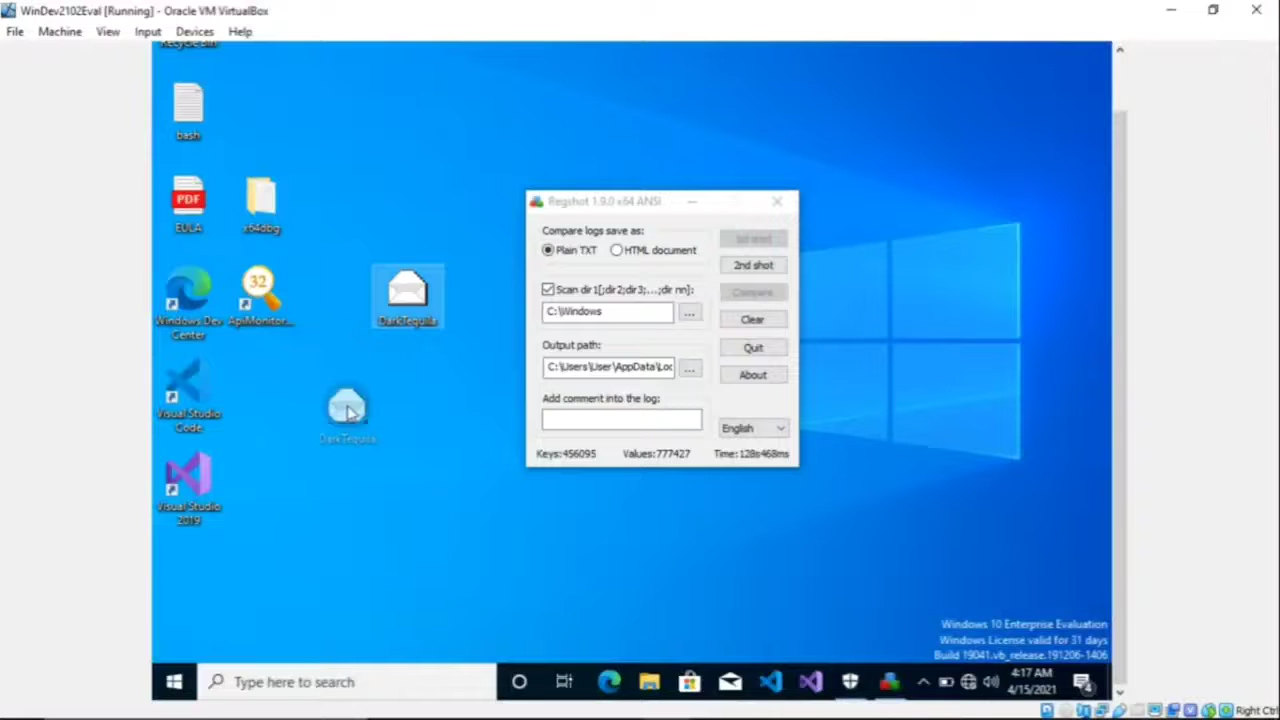 WinDev2102Eval [Running] - Oracle VM VirtualBox
File Machine View Input Devices Help
Recycle Bin
bash
EULA
x64dbg
PDF
32
Windows Dev
Center
ApiMonitor...
DarkTequila
DarkTequila
Visual Studio
Code
Visual Studio
2019
Regshot 1.9.0 x64 ANSI
Compare logs save as:
Plain TXT HTML document
1st shot
2nd shot
Scan dir1[;dir2;dir3;...;dir nn]:
Compare
C:\Windows
...
Clear
Output path:
Quit
C:\Users\User\AppData\Loc
...
About
Add comment into the log:
English
Keys:456095 Values:777427 Time:128s468ms
Windows 10 Enterprise Evaluation
Windows License valid for 31 days
Build 19041.vb_release.191206-1406
Type here to search
4:17 AM
4/15/2021
4
Right Ctrl